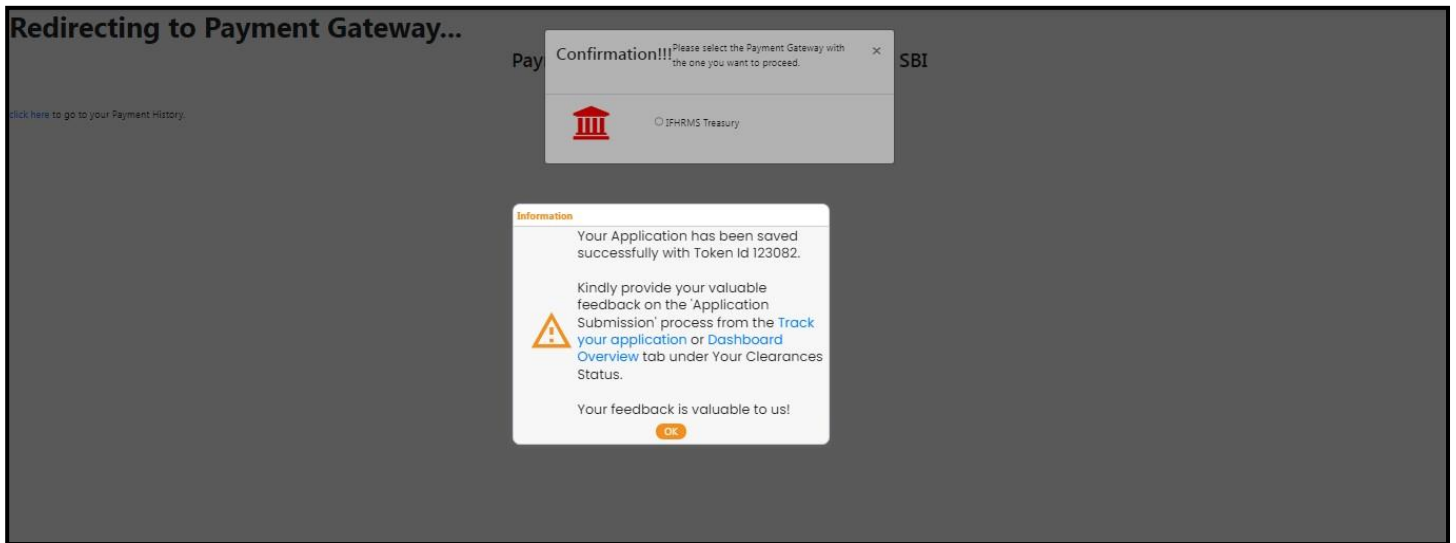 Redirecting to Payment Gateway...
Pay
SBI
Confirmation!!!
Please select the Payment Gateway with
the one you want to proceed.
×
click here to go to your Payment History.
IFHRMS Treasury
Information
Your Application has been saved
successfully with Token Id 123082.
Kindly provide your valuable
feedback on the 'Application
Submission' process from the Track
your application or Dashboard
Overview tab under Your Clearances
Status.
Your feedback is valuable to us!
OK